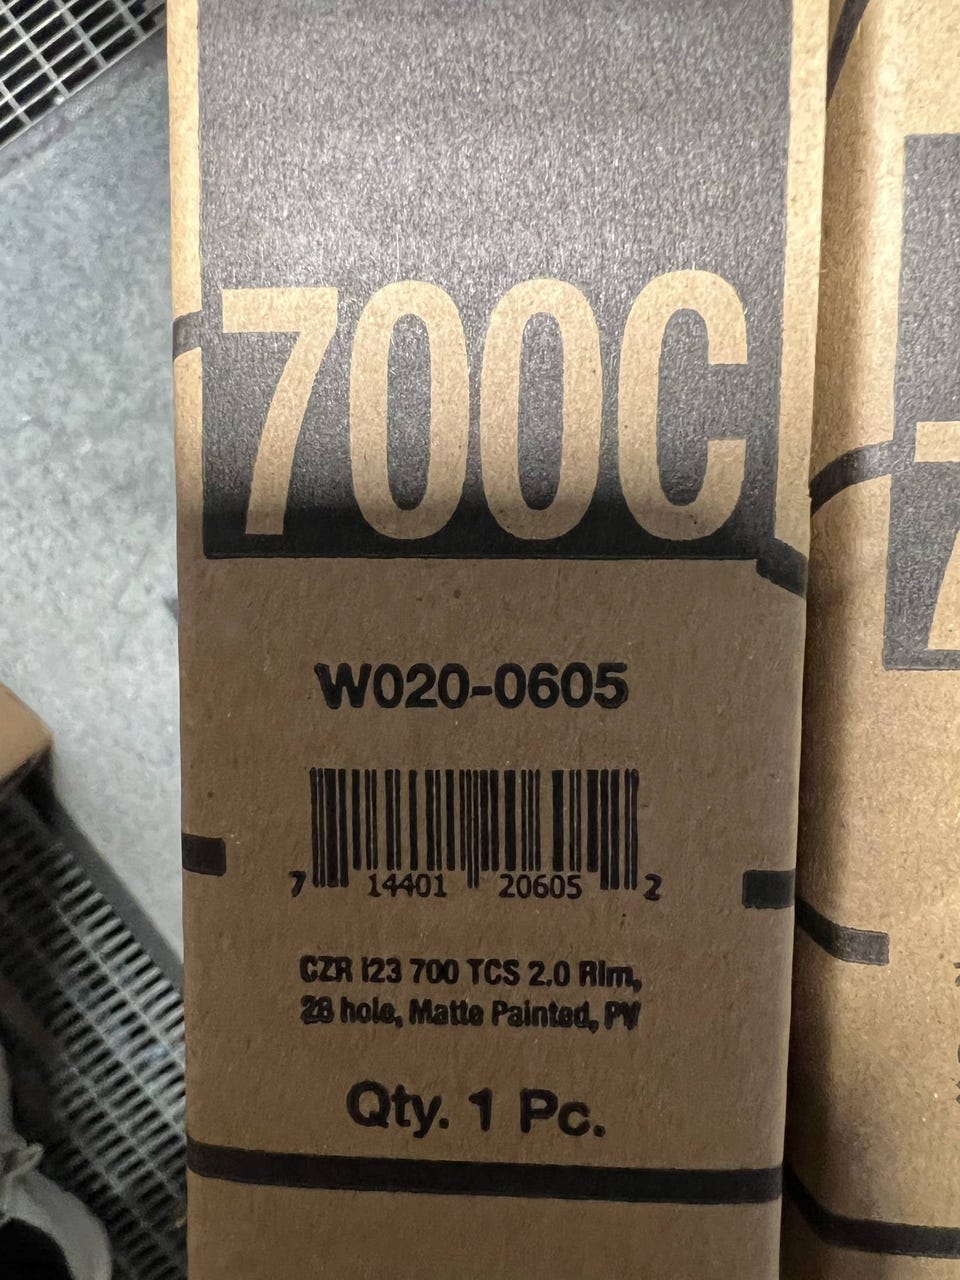 700C
W020-0605
7 14401 20605 2
CZR I23 700 TCS 2.0 Rim,
28 hole, Matte Painted, PV
Qty. 1 Pc.
7